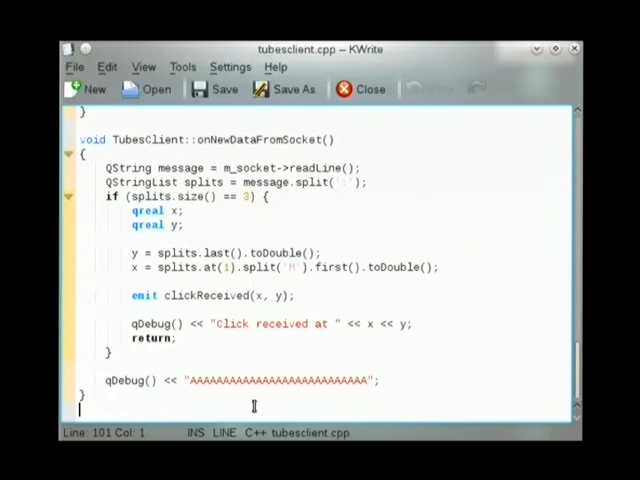 tubesclient.cpp – KWrite
File Edit View Tools Settings Help
New Open Save Save As Close
}
void TubesClient::onNewDataFromSocket()
{
QString message = m_socket->readLine();
QStringList splits = message.split(':');
if (splits.size() == 3) {
qreal x;
qreal y;
y = splits.last().toDouble();
x = splits.at(1).split('M').first().toDouble();
emit clickReceived(x, y);
qDebug() << "Click received at " << x << y;
return;
}
qDebug() << "AAAAAAAAAAAAAAAAAAAAAAAAAAA";
}
Line: 101 Col: 1 INS LINE C++ tubesclient.cpp